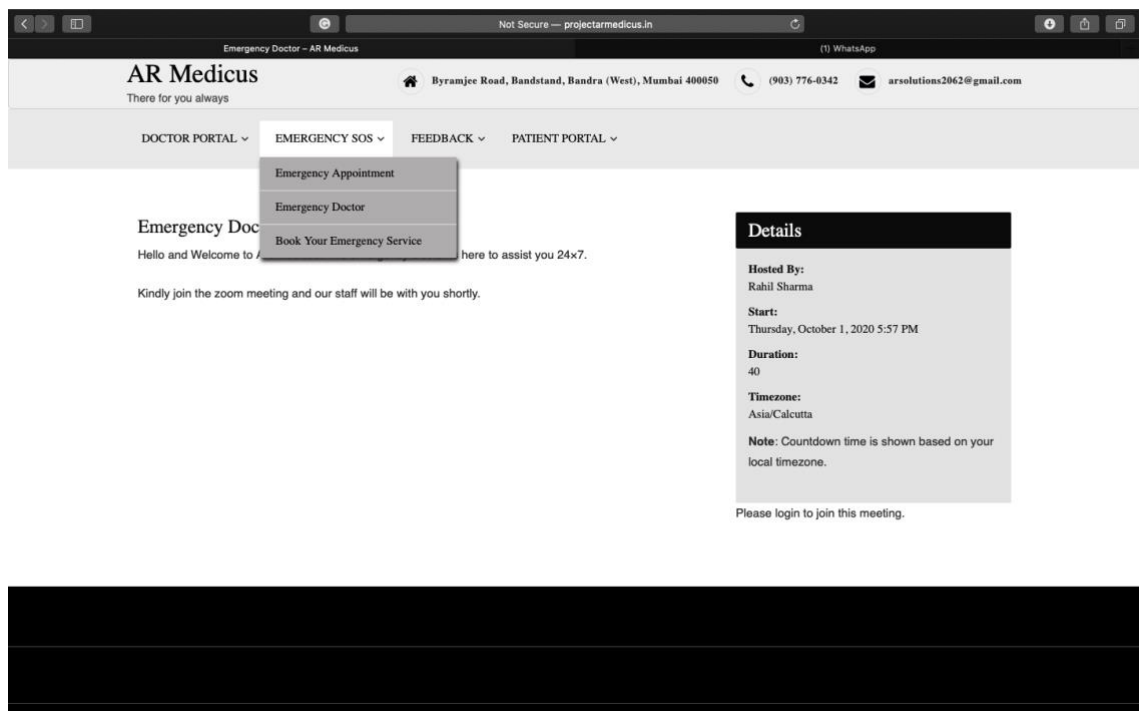 Not Secure — projectarmedicus.in
Emergency Doctor – AR Medicus
(1) WhatsApp
AR Medicus
There for you always
Byramjee Road, Bandstand, Bandra (West), Mumbai 400050
(903) 776-0342
arsolutions2062@gmail.com
DOCTOR PORTAL
EMERGENCY SOS
FEEDBACK
PATIENT PORTAL
Emergency Appointment
Emergency Doctor
Book Your Emergency Service
Emergency Doc
Hello and Welcome to here to assist you 24×7.
Kindly join the zoom meeting and our staff will be with you shortly.
Details
Hosted By:
Rahil Sharma
Start:
Thursday, October 1, 2020 5:57 PM
Duration:
40
Timezone:
Asia/Calcutta
Note: Countdown time is shown based on your
local timezone.
Please login to join this meeting.